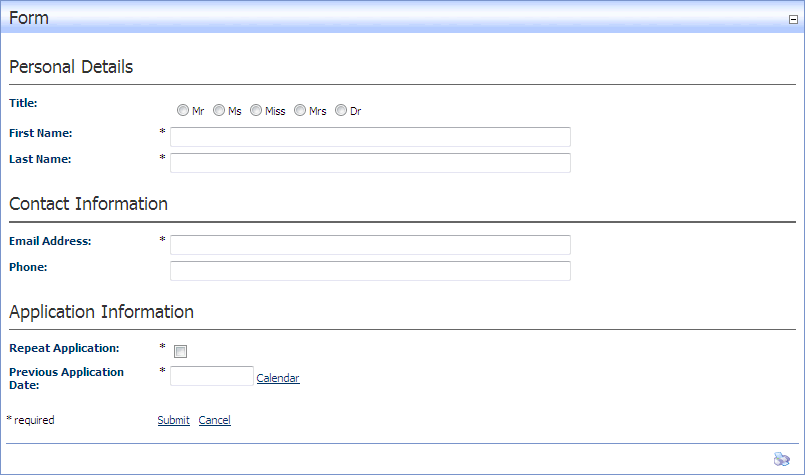 Form
Personal Details
Title:
Mr Ms Miss Mrs Dr
First Name: *
Last Name: *
Contact Information
Email Address: *
Phone:
Application Information
Repeat Application: *
Previous Application * Calendar
Date:
* required Submit Cancel